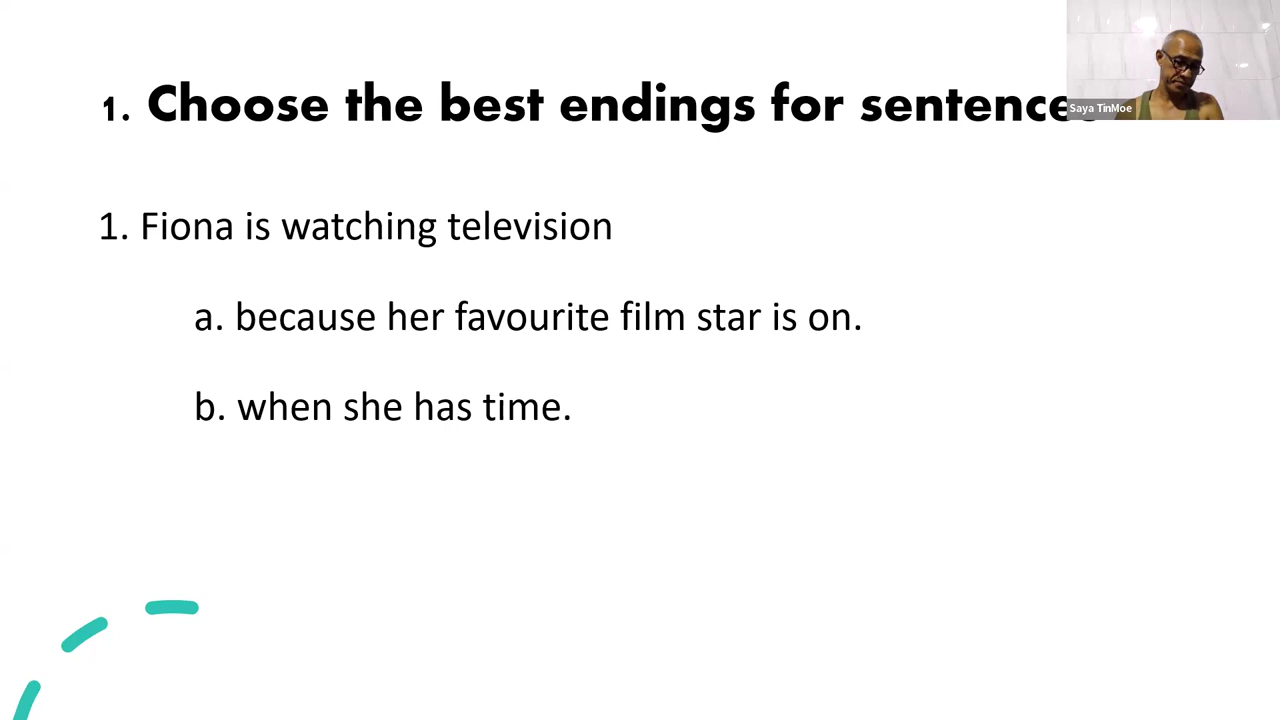 1. Choose the best endings for sentence
Saya TinMoe
1. Fiona is watching television
a. because her favourite film star is on.
b. when she has time.